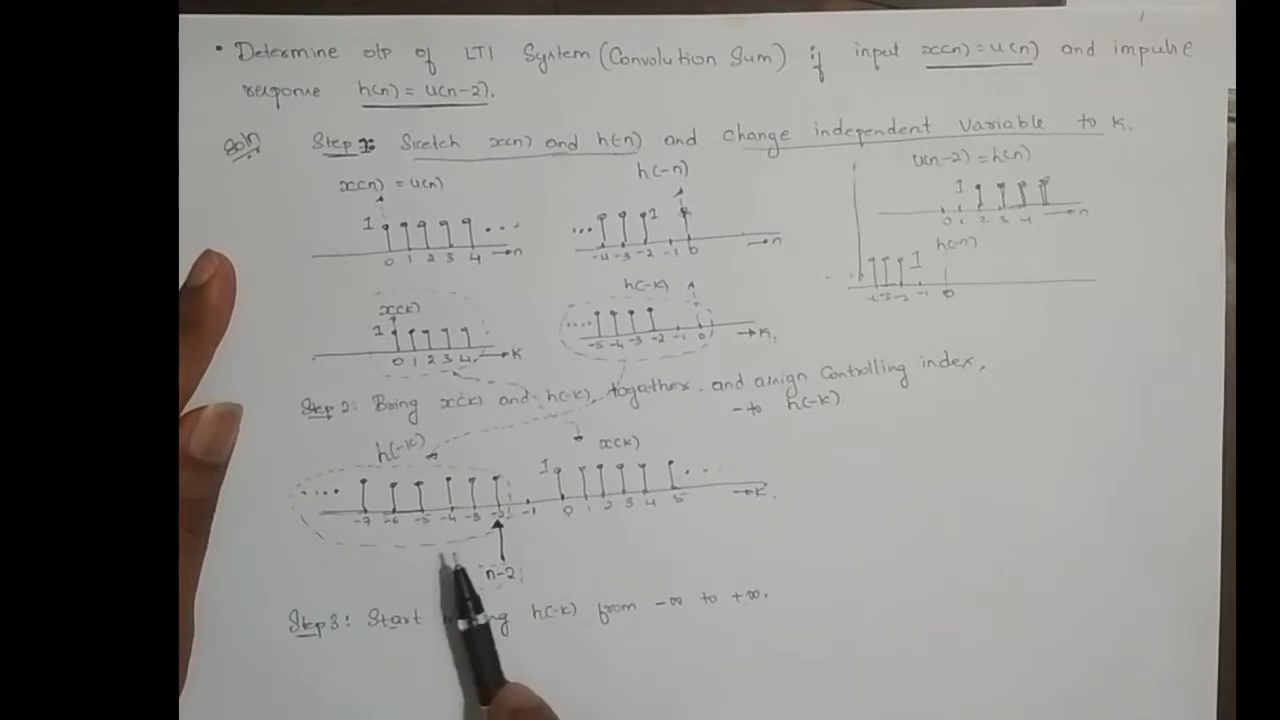 • Determine o/p of LTI System (Convolution Sum) if input x(n) = u(n) and impulse
response h(n) = u(n-2).
Soln Step 1: Sketch x(n) and h(-n) and change independent variable to K.
x(n) = u(n)
1
0 1 2 3 4 → n
h(-n)
... 1
-4 -3 -2 -1 0 → n
u(n-2) = h(n)
1
0 1 2 3 4 → n
h(-n)
1
-4 -3 -2 -1 0
x(k)
1
0 1 2 3 4 → K
h(-k)
....
-5 -4 -3 -2 -1 0 → K.
Step 2: Bring x(k) and h(-k) togather and assign Controlling index,
- to h(-k)
h(-k)
....
-7 -6 -5 -4 -3 -2 -1
x(k)
1
0 1 2 3 4 5 → K
n-2
Step 3: Start h(-k) from -∞ to +∞.